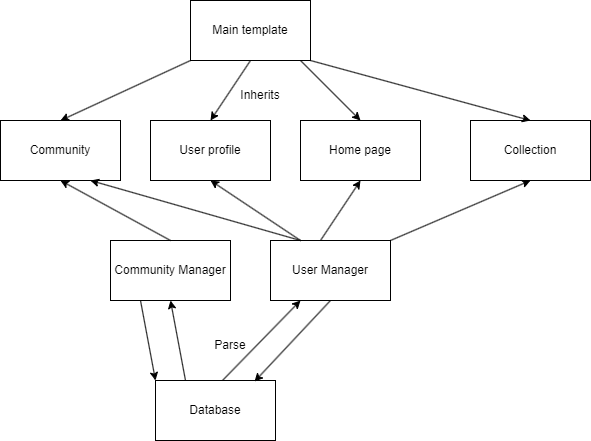 Main template
Inherits
Community
User profile
Home page
Collection
Community Manager
User Manager
Parse
Database